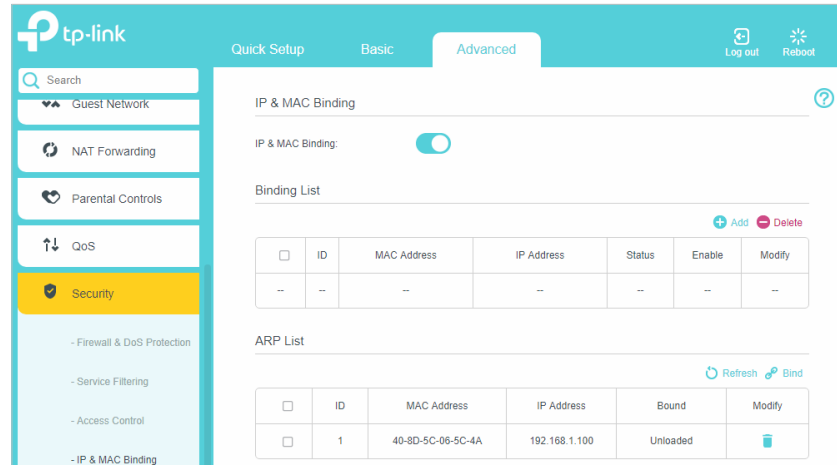 tp-link
Quick Setup Basic Advanced Log out Reboot
Search
Guest Network
NAT Forwarding
Parental Controls
QoS
Security
- Firewall & DoS Protection
- Service Filtering
- Access Control
- IP & MAC Binding
IP & MAC Binding
?
IP & MAC Binding:
Binding List
Add Delete
ID MAC Address IP Address Status Enable Modify
-- -- -- -- -- -- --
ARP List
Refresh Bind
ID MAC Address IP Address Bound Modify
1 40-8D-5C-06-5C-4A 192.168.1.100 Unloaded